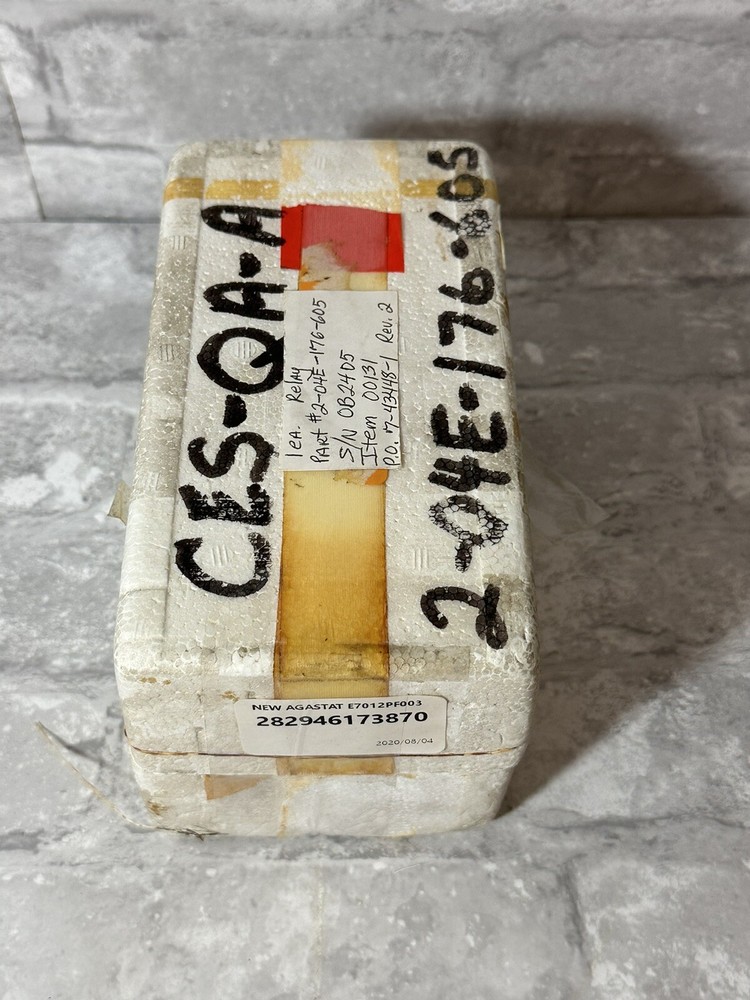 CES-QA-A
1 ea. Relay
Part #2-04E-176-605
S/N 0B24D5
Item 00131
P.O. 7-43448-1 Rev. 2
2-04E-176-605
NEW AGASTAT E7012PF003
282946173870
2020/08/04